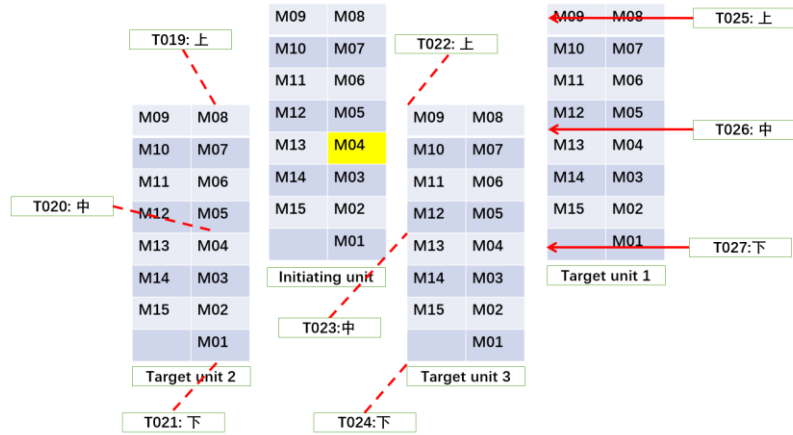 T019: 上
M09 M08
M10 M07
M11 M06
M12 M05
M13 M04
M14 M03
M15 M02
M01
Target unit 2
T020: 中
T021: 下
M09 M08
M10 M07
M11 M06
M12 M05
M13 M04
M14 M03
M15 M02
M01
Initiating unit
T022: 上
M09 M08
M10 M07
M11 M06
M12 M05
M13 M04
M14 M03
M15 M02
M01
Target unit 3
T023:中
T024:下
M09 M08
M10 M07
M11 M06
M12 M05
M13 M04
M14 M03
M15 M02
M01
Target unit 1
T025: 上
T026: 中
T027:下